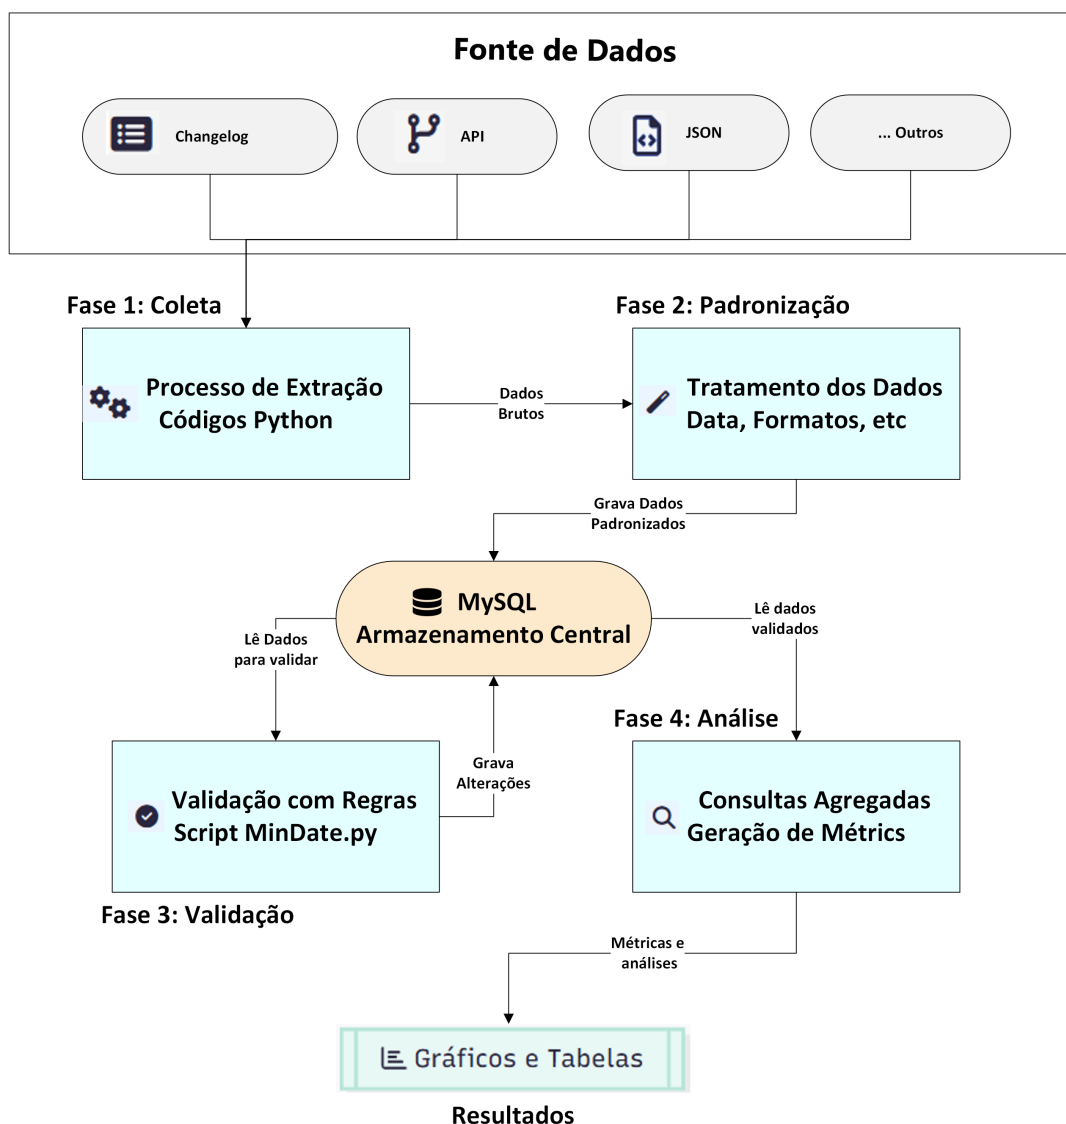 Fonte de Dados
Changelog
API
JSON
... Outros
Fase 1: Coleta
Fase 2: Padronização
Processo de Extração
Códigos Python
Dados
Brutos
Tratamento dos Dados
Data, Formatos, etc
Grava Dados
Padronizados
MySQL
Armazenamento Central
Lê Dados
para validar
Lê dados
validados
Grava
Alterações
Fase 4: Análise
Validação com Regras
Script MinDate.py
Consultas Agregadas
Geração de Métrics
Fase 3: Validação
Métricas e
análises
Gráficos e Tabelas
Resultados